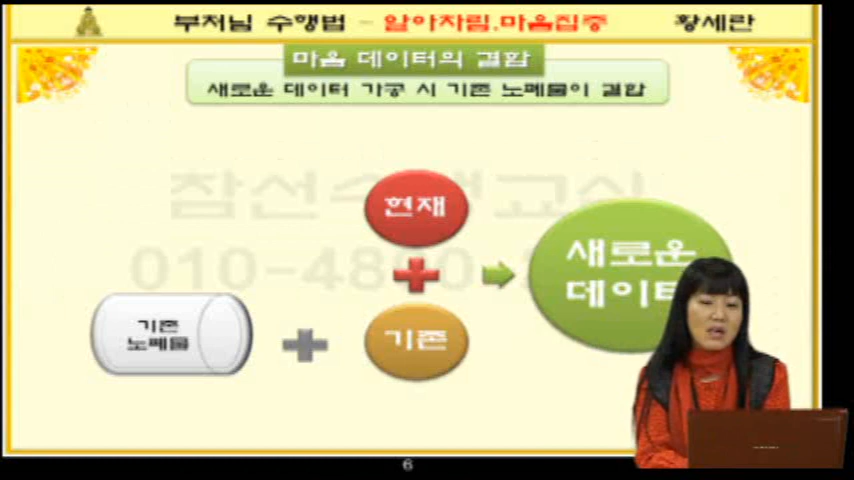 부처님 수행법 - 알아차림.마음집중 황세란
마음 데이터의 결합
새로운 데이터 가공 시 기존 노폐물이 결합
참선수행교실
현재
새로운
데이터
기존
노폐물
기존
6